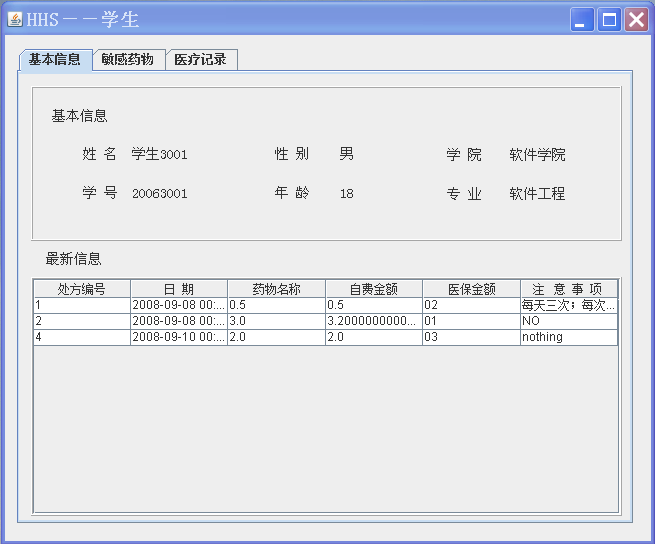 HHS－－学生
基本信息 敏感药物 医疗记录
基本信息
姓 名 学生3001 性 别 男 学 院 软件学院
学 号 20063001 年 龄 18 专 业 软件工程
最新信息
处方编号 日 期 药物名称 自费金额 医保金额 注 意 事 项
1 2008-09-08 00:... 0.5 0.5 02 每天三次；每次...
2 2008-09-08 00:... 3.0 3.2000000000... 01 NO
4 2008-09-10 00:... 2.0 2.0 03 nothing